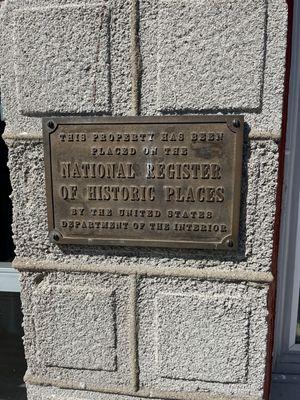 THIS PROPERTY HAS BEEN
PLACED ON THE
NATIONAL REGISTER
OF HISTORIC PLACES
BY THE UNITED STATES
DEPARTMENT OF THE INTERIOR